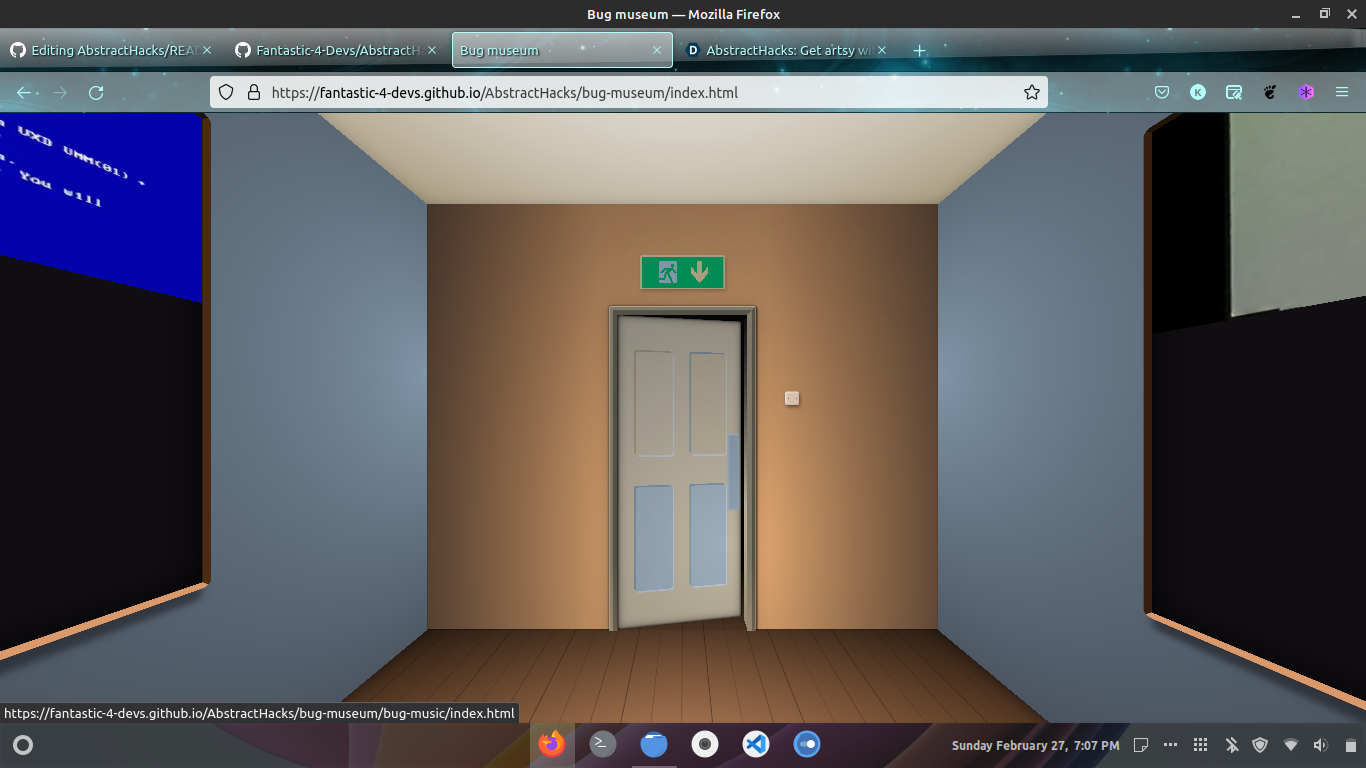 Bug museum — Mozilla Firefox
Editing AbstractHacks/REA
Fantastic-4-Devs/AbstractH
Bug museum
D
AbstractHacks: Get artsy wi
K
https://fantastic-4-devs.github.io/AbstractHacks/bug-museum/index.html
UXD UMM(01) +
You will
https://fantastic-4-devs.github.io/AbstractHacks/bug-museum/bug-music/index.html
Sunday February 27, 7:07 PM